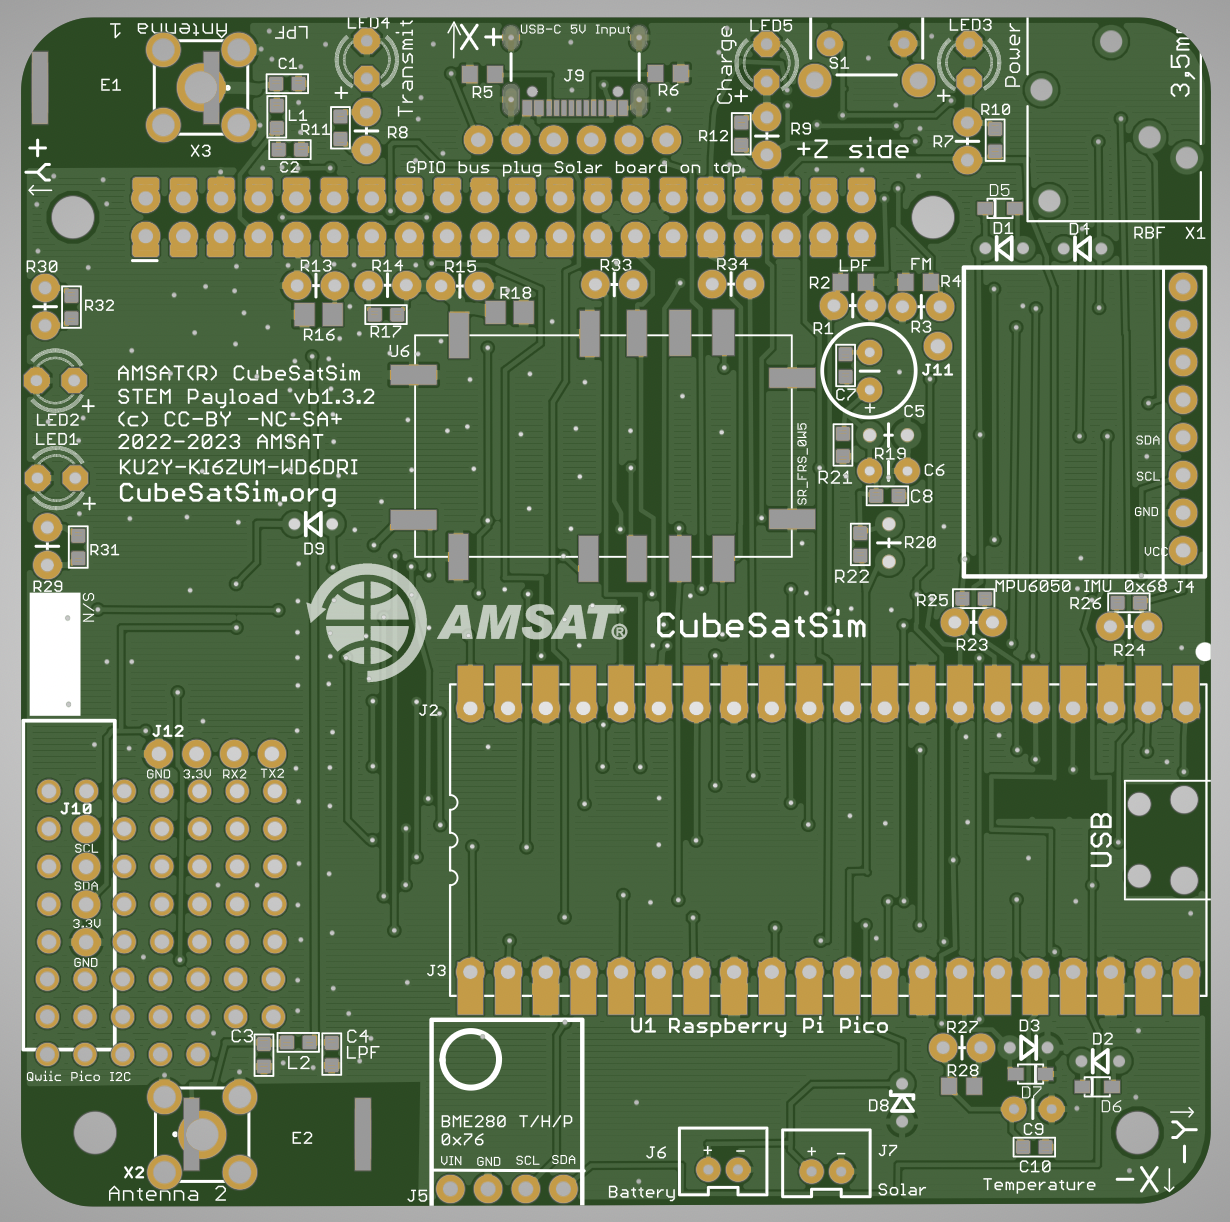 Antenna 1
LPF
LED4
Transmit
X+
USB-C 5V Input
LED5
Charge
S1
LED3
Power
3,5m
E1
C1
L1
C2
R11
R8
X3
R5
J9
R6
R12
R9
R10
R7
+Z side
GPIO bus plug Solar board on top
Y+
D5
D1
D4
RBF
X1
R30
R32
R13
R14
R15
R33
R34
LPF
FM
R2
R4
R1
R3
R16
R17
R18
U6
J11
C7
AMSAT(R) CubeSatSim
STEM Payload vb1.3.2
(c) CC-BY -NC-SA+
2022-2023 AMSAT
KU2Y-KI6ZUM-WD6DRI
CubeSatSim.org
LED2
LED1
SR_FRS_0W5
C5
R19
R21
C6
C8
R20
R22
SDA
SCL
GND
VCC
MPU6050 IMU 0x68
J4
D9
R31
R29
N/S
AMSAT®
CubeSatSim
R25
R23
R26
R24
J2
J12
GND 3.3V RX2 TX2
J10
SCL
SDA
3.3V
GND
USB
J3
U1 Raspberry Pi Pico
Qwiic Pico I2C
C3
L2
C4
LPF
R27
R28
D3
D7
D2
D6
D8
C9
C10
Temperature
BME280 T/H/P
0x76
VIN GND SCL SDA
J5
E2
X2
Antenna 2
J6
+ -
Battery
+ -
J7
Solar
-Y
-X